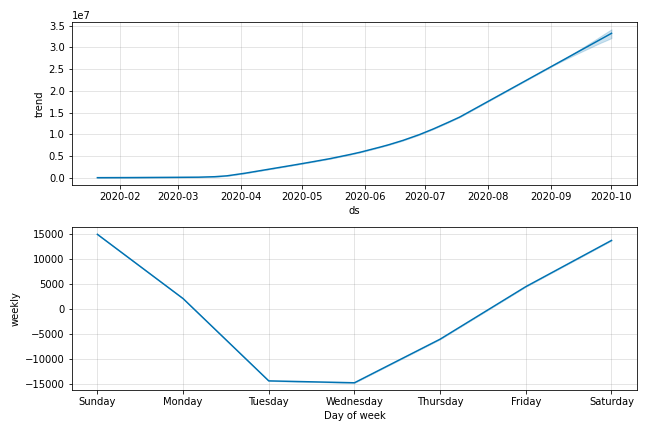 1e7
3.5
3.0
2.5
2.0
1.5
1.0
0.5
0.0
trend
2020-02 2020-03 2020-04 2020-05 2020-06 2020-07 2020-08 2020-09 2020-10
ds
15000
10000
5000
0
−5000
−10000
−15000
weekly
Sunday Monday Tuesday Wednesday Thursday Friday Saturday
Day of week